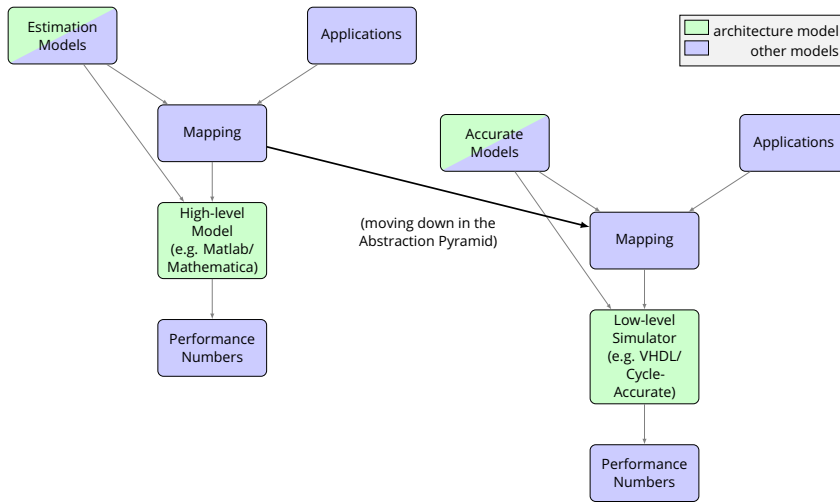 Estimation
Models
Applications
architecture model
other models
Mapping
Accurate
Models
Applications
High-level
Model
(e.g. Matlab/
Mathematica)
(moving down in the
Abstraction Pyramid)
Mapping
Performance
Numbers
Low-level
Simulator
(e.g. VHDL/
Cycle-
Accurate)
Performance
Numbers